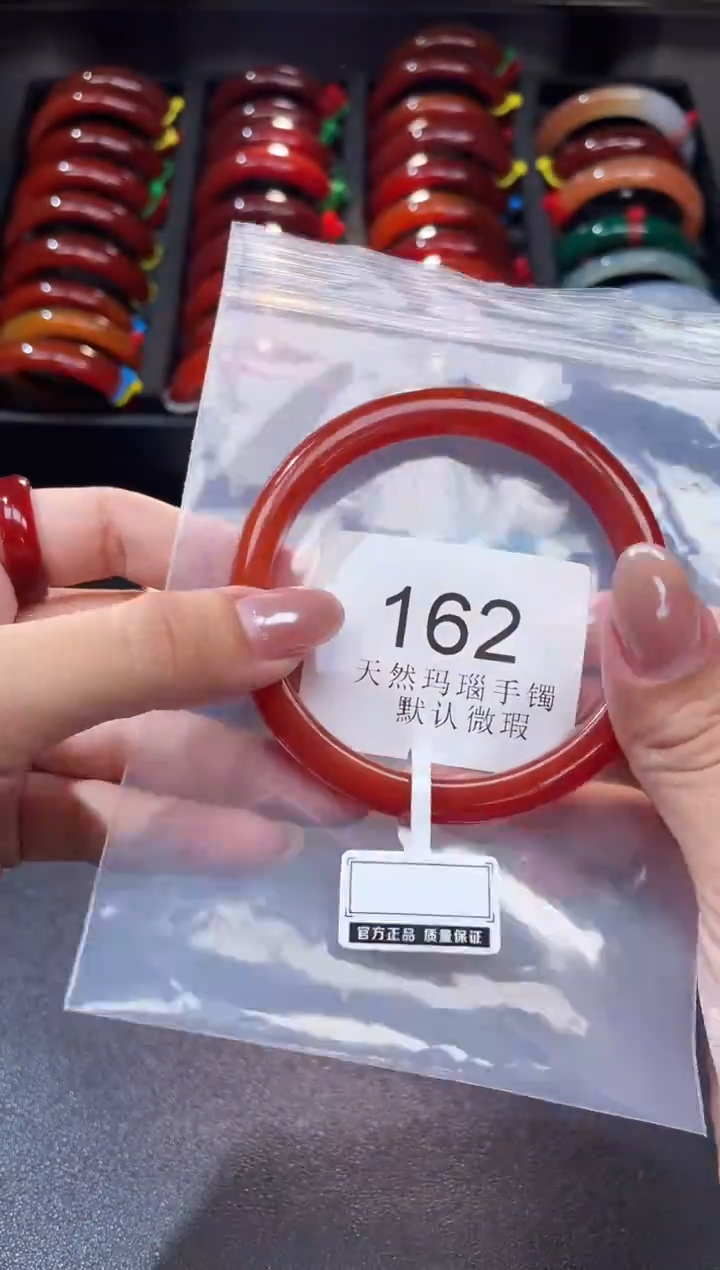 162
天然玛瑙手镯
默认微瑕
官方正品 质量保证